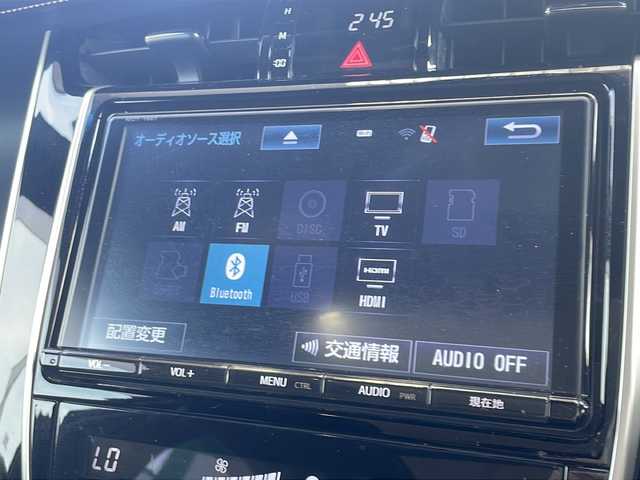 H
2:45
M
:00
オーディオソース選択
AM
FM
DISC
TV
SD
Bluetooth
USB
HDMI
HDMI
配置変更
交通情報
AUDIO OFF
VOL−
VOL+
MENU CTRL
AUDIO PWR
現在地
LO